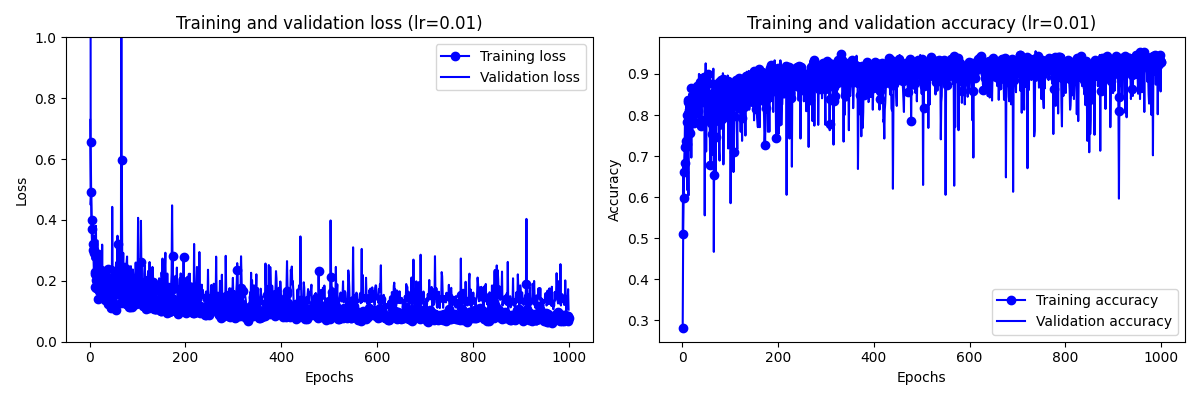 Training and validation loss (lr=0.01)
1.0
0.8
0.6
0.4
0.2
0.0
Loss
Training loss
Validation loss
0
200
400
600
800
1000
Epochs
Training and validation accuracy (lr=0.01)
0.9
0.8
0.7
0.6
0.5
0.4
0.3
Accuracy
Training accuracy
Validation accuracy
0
200
400
600
800
1000
Epochs